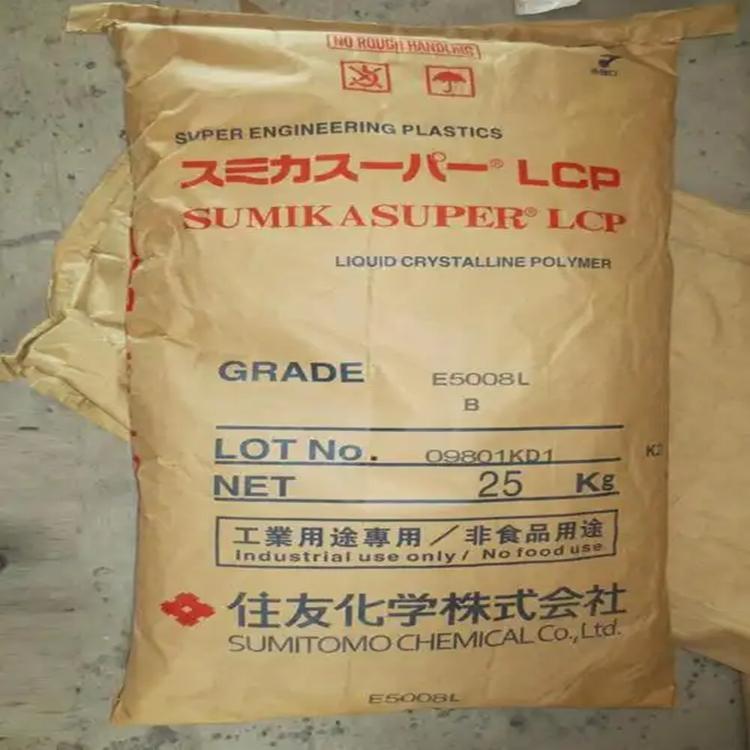 NO ROUGH HANDLING
SUPER ENGINEERING PLASTICS
スミカスーパー® LCP
SUMIKASUPER® LCP
LIQUID CRYSTALLINE POLYMER
GRADE E5008L
B
LOT No. 09801KD1
NET 25 Kg
工業用途專用/非食品用途
Industrial use only / No food use
住友化学株式会社
SUMITOMO CHEMICAL Co., Ltd.
E5008L